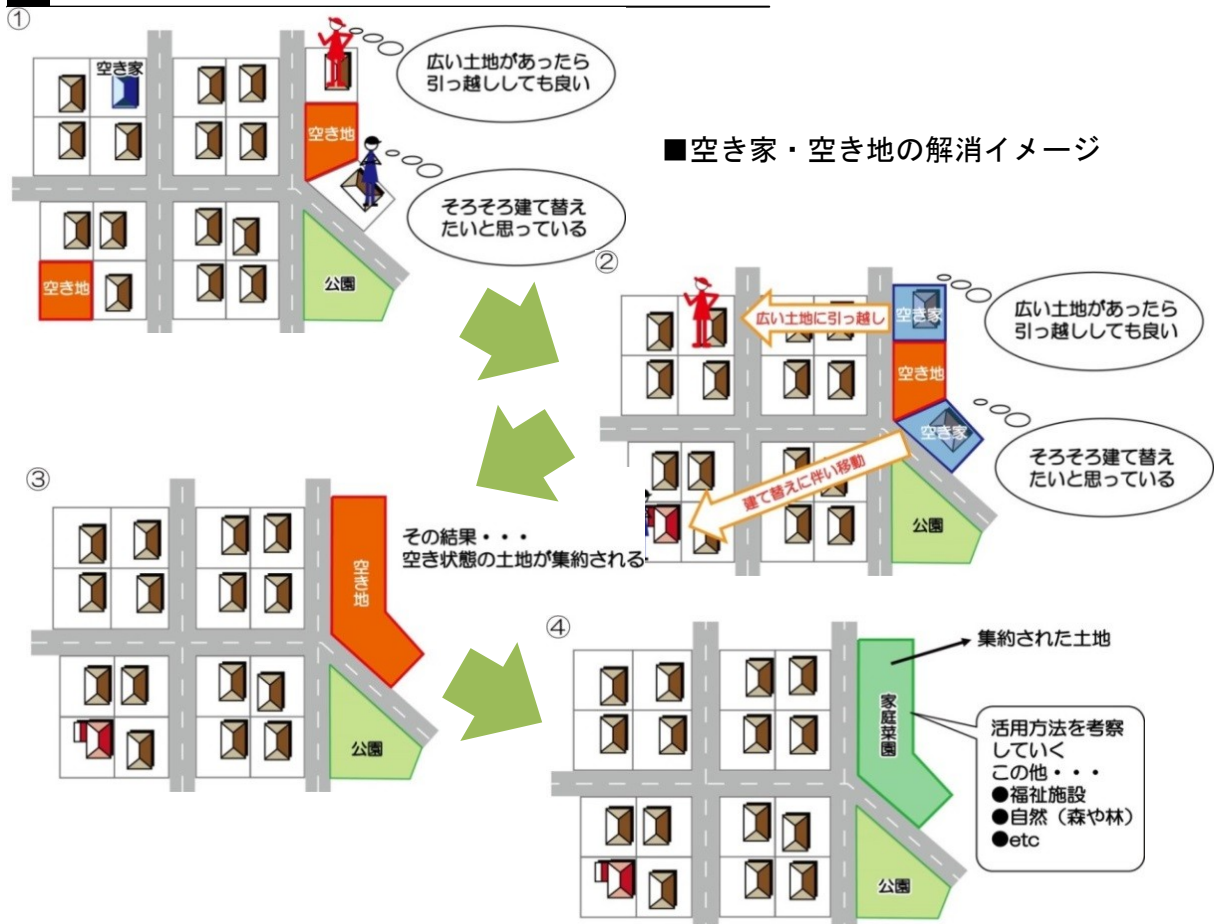 ■空き家・空き地の解消イメージ
①
空き家
広い土地があったら
引っ越ししても良い
空き地
そろそろ建て替え
たいと思っている
空き地
公園
②
広い土地に引っ越し
空き家
広い土地があったら
引っ越ししても良い
空き地
空き家
建て替えに伴い移動
そろそろ建て替え
たいと思っている
公園
③
その結果・・・
空き状態の土地が集約される
空き地
公園
④
集約された土地
家庭菜園
活用方法を考察
していく
この他・・・
●福祉施設
●自然（森や林）
●etc
公園